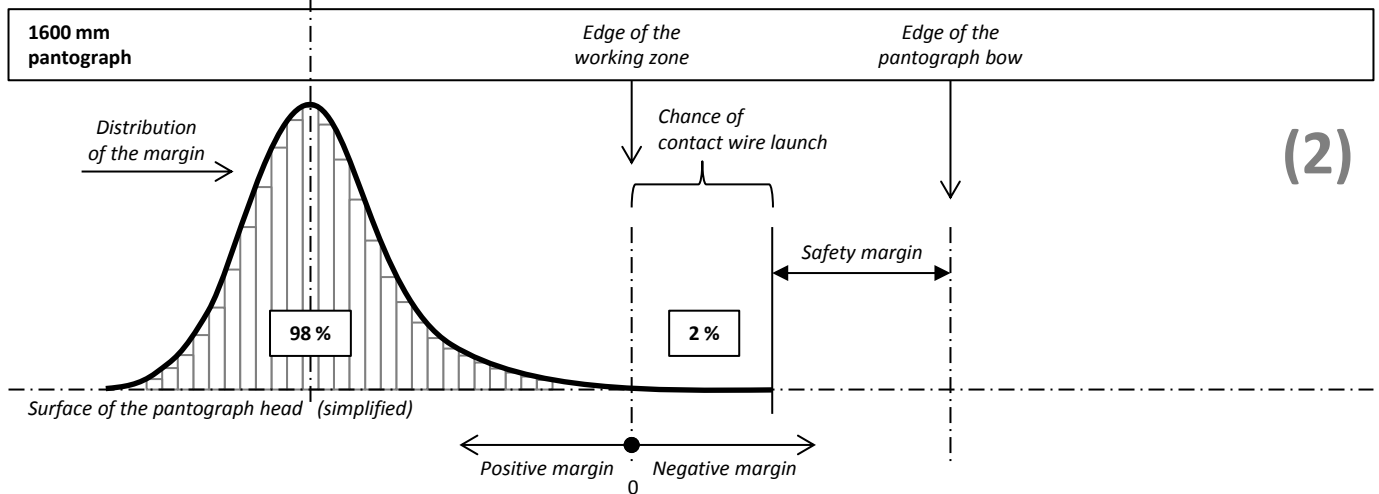 1600 mm
pantograph
Edge of the
working zone
Edge of the
pantograph bow
Distribution
of the margin
Chance of
contact wire launch
(2)
Safety margin
98 %
2 %
Surface of the pantograph head (simplified)
Positive margin
Negative margin
0